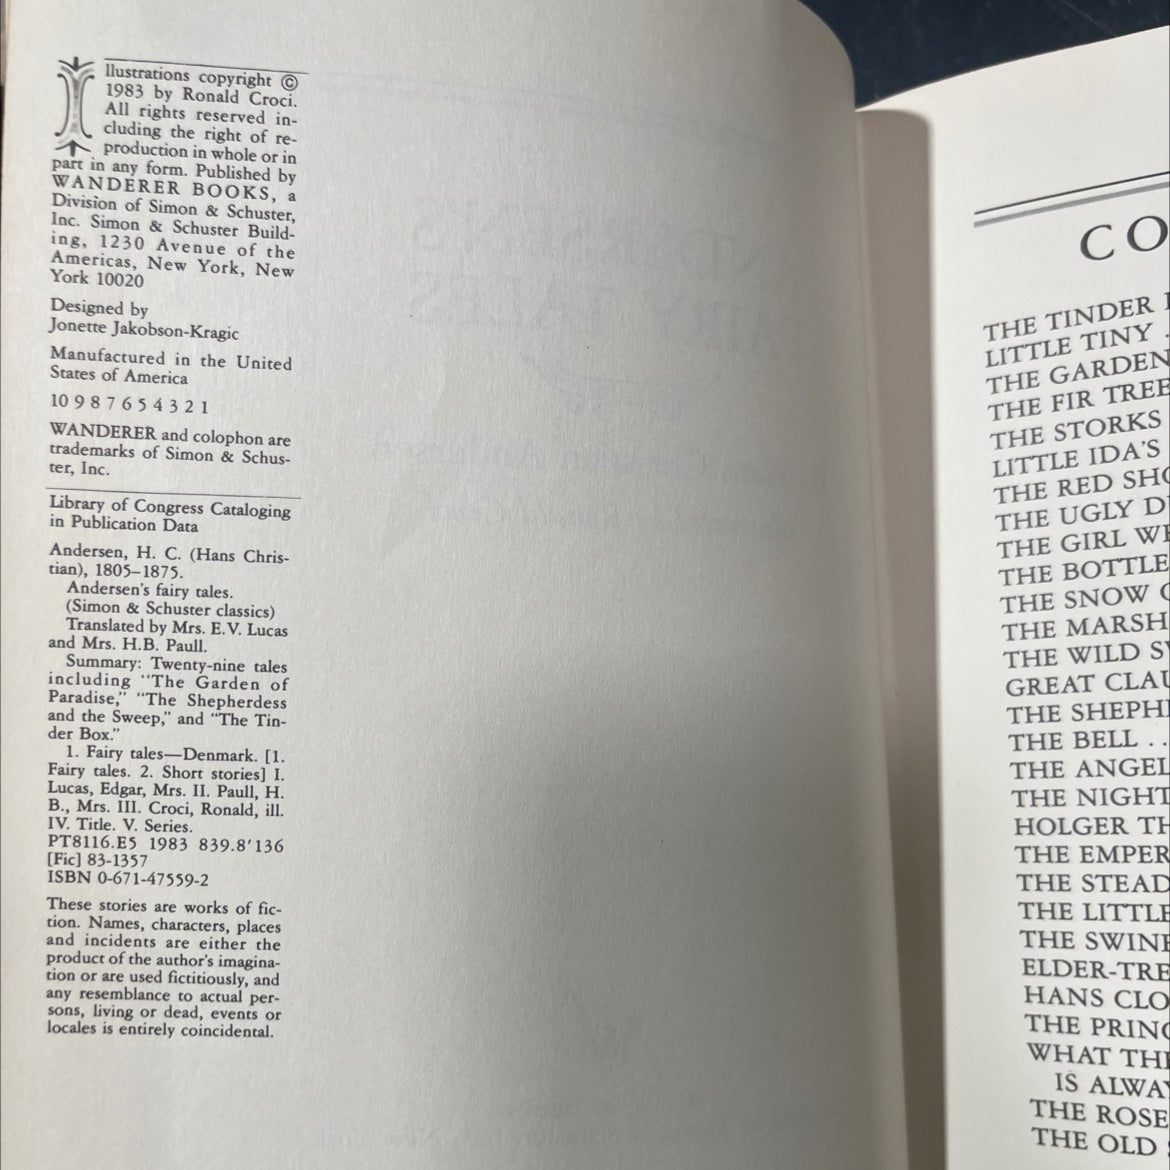 Illustrations copyright ©
1983 by Ronald Croci.
All rights reserved in-
cluding the right of re-
production in whole or in
part in any form. Published by
WANDERER BOOKS, a
Division of Simon & Schuster,
Inc. Simon & Schuster Build-
ing, 1230 Avenue of the
Americas, New York, New
York 10020
Designed by
Jonette Jakobson-Kragic
Manufactured in the United
States of America
10 9 8 7 6 5 4 3 2 1
WANDERER and colophon are
trademarks of Simon & Schus-
ter, Inc.
Library of Congress Cataloging
in Publication Data
Andersen, H. C. (Hans Chris-
tian), 1805–1875.
Andersen's fairy tales.
(Simon & Schuster classics)
Translated by Mrs. E.V. Lucas
and Mrs. H.B. Paull.
Summary: Twenty-nine tales
including "The Garden of
Paradise," "The Shepherdess
and the Sweep," and "The Tin-
der Box."
1. Fairy tales—Denmark. [1.
Fairy tales. 2. Short stories] I.
Lucas, Edgar, Mrs. II. Paull, H.
B., Mrs. III. Croci, Ronald, ill.
IV. Title. V. Series.
PT8116.E5 1983 839.8'136
[Fic] 83-1357
ISBN 0-671-47559-2
These stories are works of fic-
tion. Names, characters, places
and incidents are either the
product of the author's imagina-
tion or are used fictitiously, and
any resemblance to actual per-
sons, living or dead, events or
locales is entirely coincidental.
CO
THE TINDER
LITTLE TINY .
THE GARDEN
THE FIR TREE
THE STORKS
LITTLE IDA'S
THE RED SHO
THE UGLY D
THE GIRL WH
THE BOTTLE
THE SNOW
THE MARSH
THE WILD SW
GREAT CLAU
THE SHEPHE
THE BELL . .
THE ANGEL
THE NIGHT
HOLGER TH
THE EMPER
THE STEAD
THE LITTLE
THE SWINE
ELDER-TRE
HANS CLO
THE PRINC
WHAT THE
IS ALWAY
THE ROSE
THE OLD